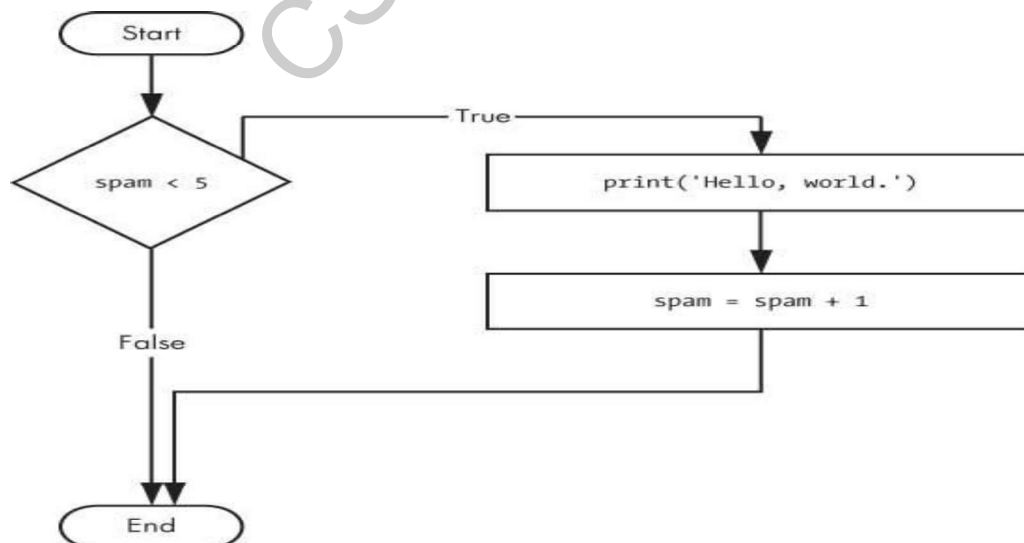 Start
True
spam < 5
print('Hello, world.')
spam = spam + 1
False
End